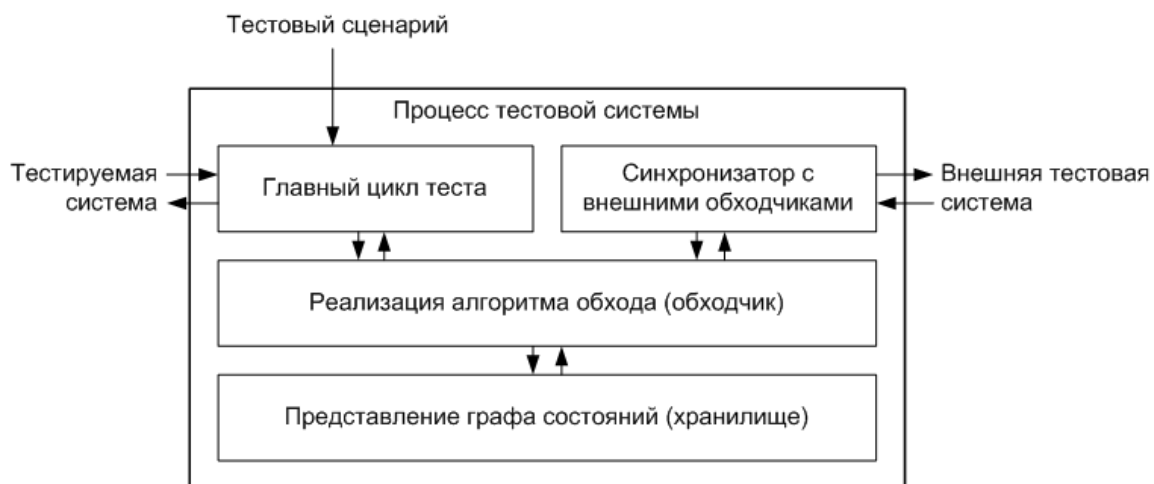 Тестовый сценарий
Процесс тестовой системы
Тестируемая
система
Главный цикл теста
Синхронизатор с
внешними обходчиками
Внешняя тестовая
система
Реализация алгоритма обхода (обходчик)
Представление графа состояний (хранилище)